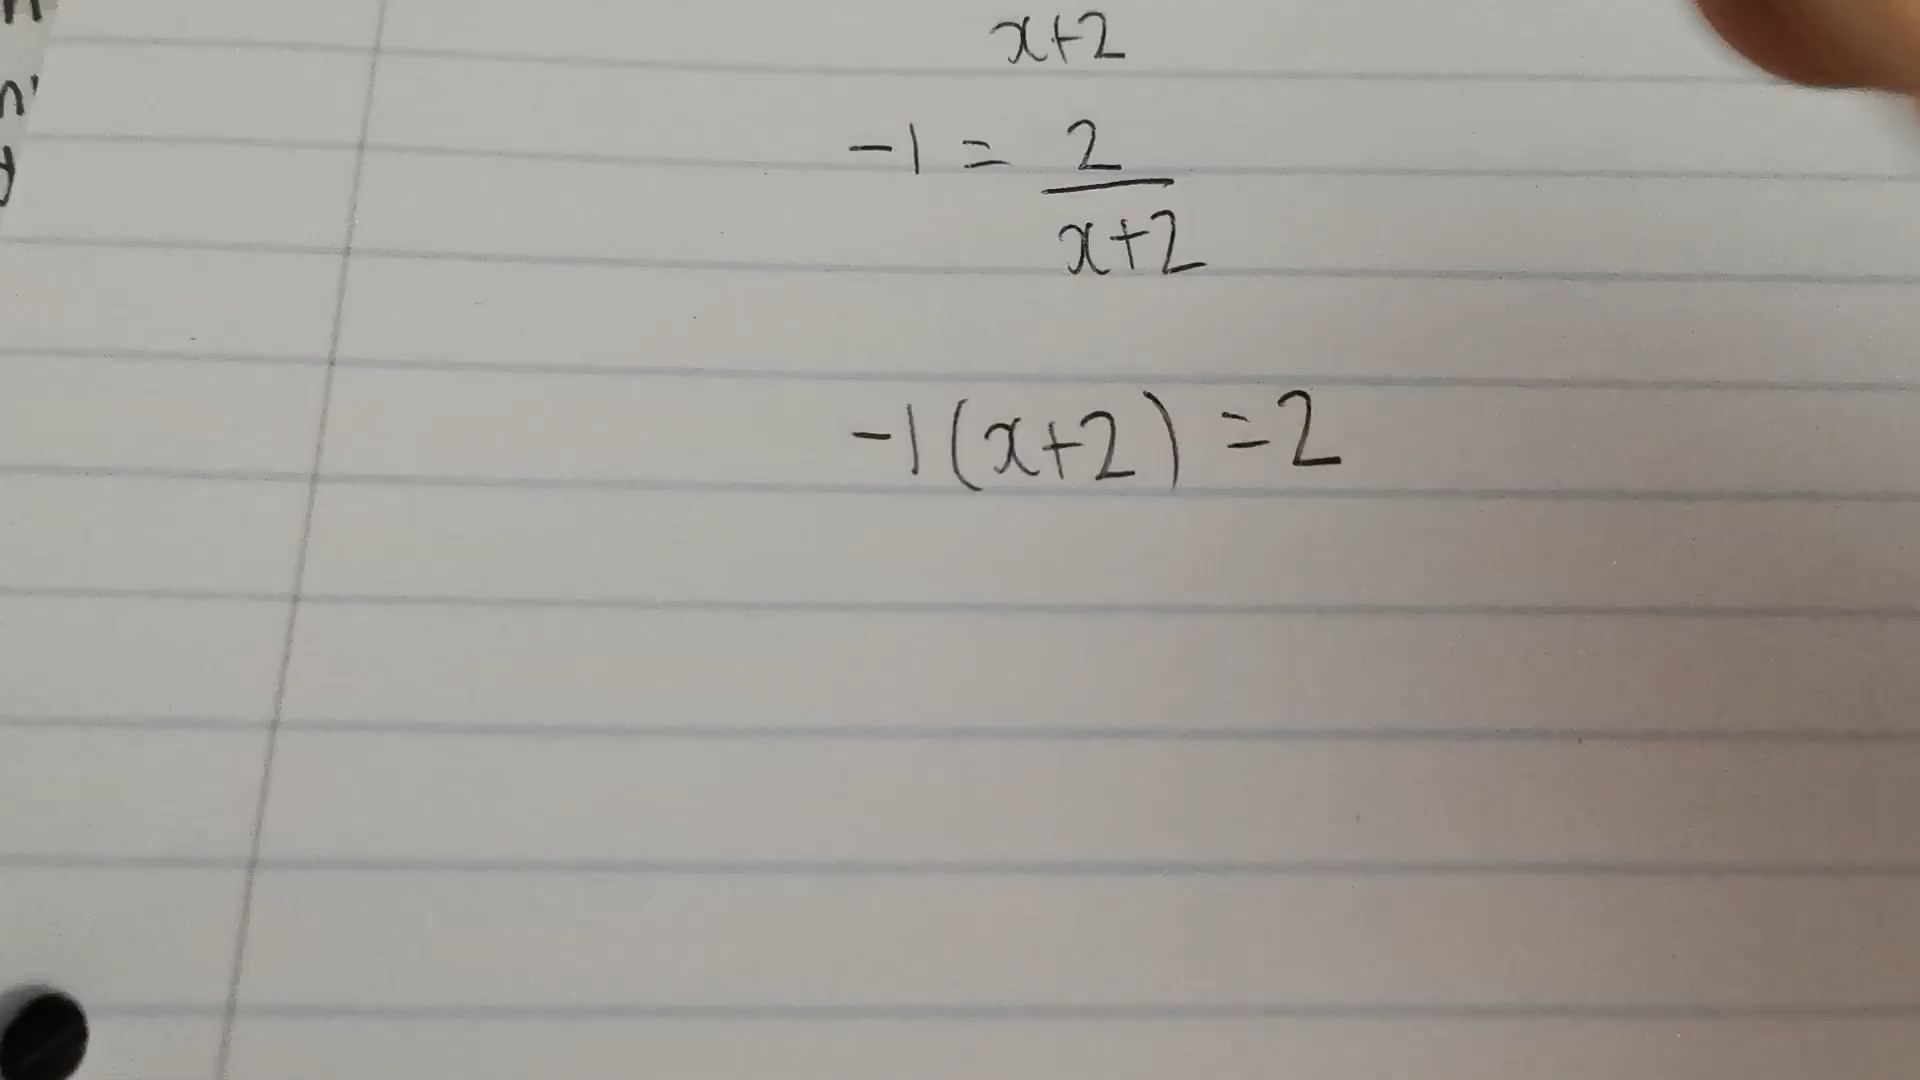 x+2
-1 = 2
x+2
-1(x+2) = 2